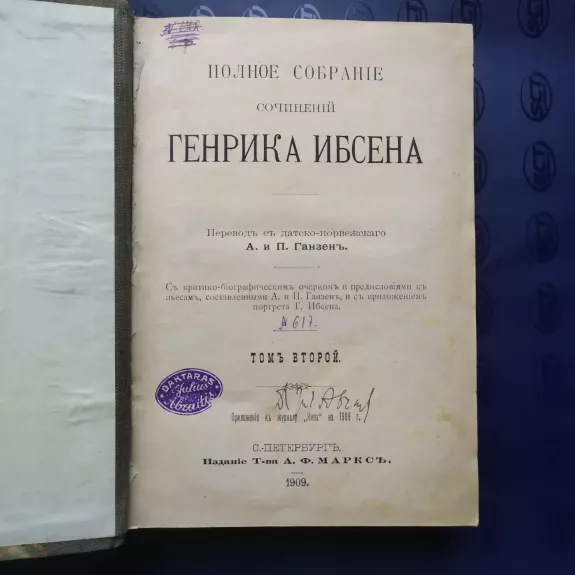 ПОЛНОЕ СОБРАНІЕ
СОЧИНЕНІЙ
ГЕНРИКА ИБСЕНА
Переводъ съ датско-норвежскаго
А. и П. Ганзенъ.
Съ критико-біографическимъ очеркомъ и предисловіями къ
пьесамъ, составленными А. и П. Ганзенъ, и съ приложеніемъ
портрета Г. Ибсена.
№ 617.
ТОМЪ ВТОРОЙ.
DAKTARAS
Julius
Abraitis
Приложеніе къ журналу „Нива“ на 1909 г.
С.-ПЕТЕРБУРГЪ.
Изданіе Т-ва А. Ф. МАРКСЪ.
1909.